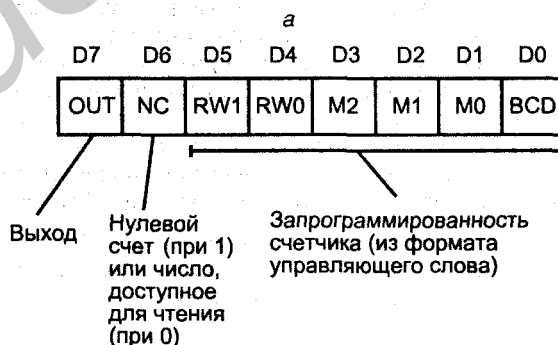 а
D7 D6 D5 D4 D3 D2 D1 D0
OUT NC RW1 RW0 M2 M1 M0 BCD
Выход
Нулевой
счет (при 1)
или число,
доступное
для чтения
(при 0)
Запрограммированность
счетчика (из формата
управляющего слова)